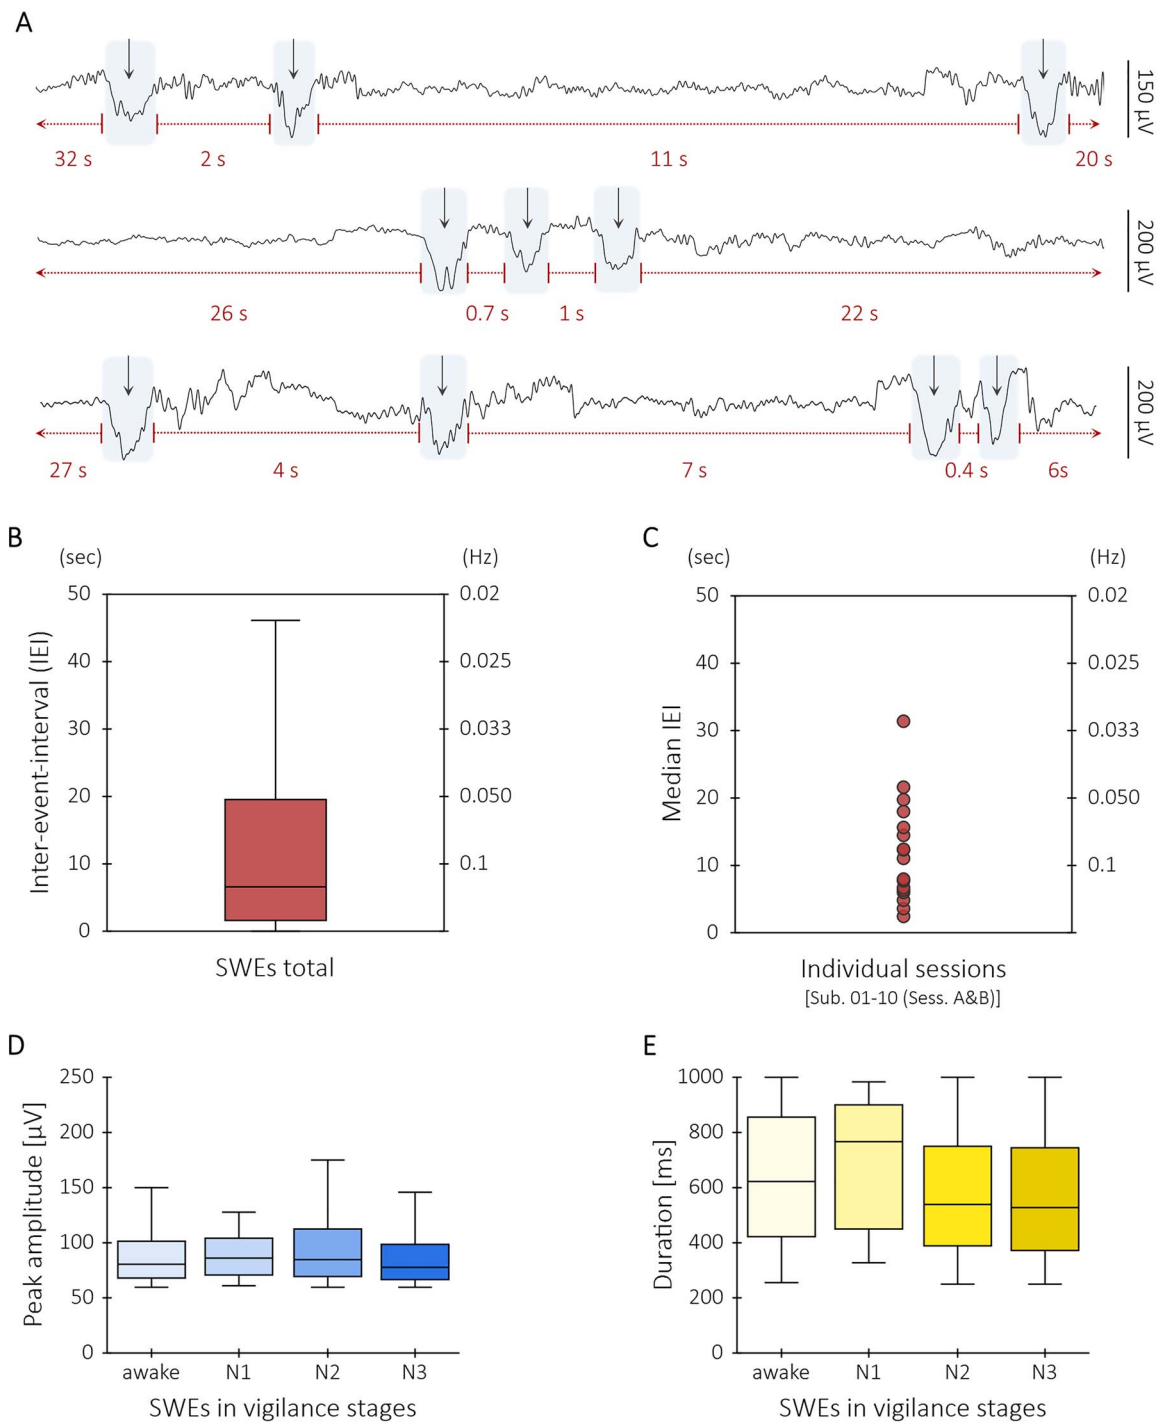 A
150 µV
32 s 2 s 11 s 20 s
200 µV
26 s 0.7 s 1 s 22 s
200 µV
27 s 4 s 7 s 0.4 s 6s
B
(sec) (Hz)
Inter-event-interval (IEI)
50 0.02
40 0.025
30 0.033
20 0.050
10 0.1
0
SWEs total
C
(sec) (Hz)
Median IEI
50 0.02
40 0.025
30 0.033
20 0.050
10 0.1
0
Individual sessions
[Sub. 01-10 (Sess. A&B)]
D
Peak amplitude [µV]
250
200
150
100
50
0
awake N1 N2 N3
SWEs in vigilance stages
E
Duration [ms]
1000
800
600
400
200
0
awake N1 N2 N3
SWEs in vigilance stages